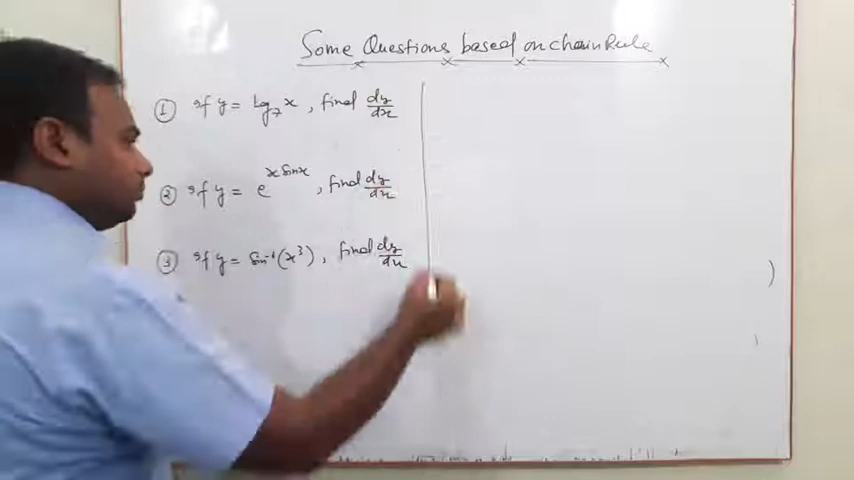 Some Questions based on chain Rule
① If y = log₇x, find dy/dx
② If y = e^(x sinx), find dy/dx
③ If y = sin⁻¹(x³), find dy/dx